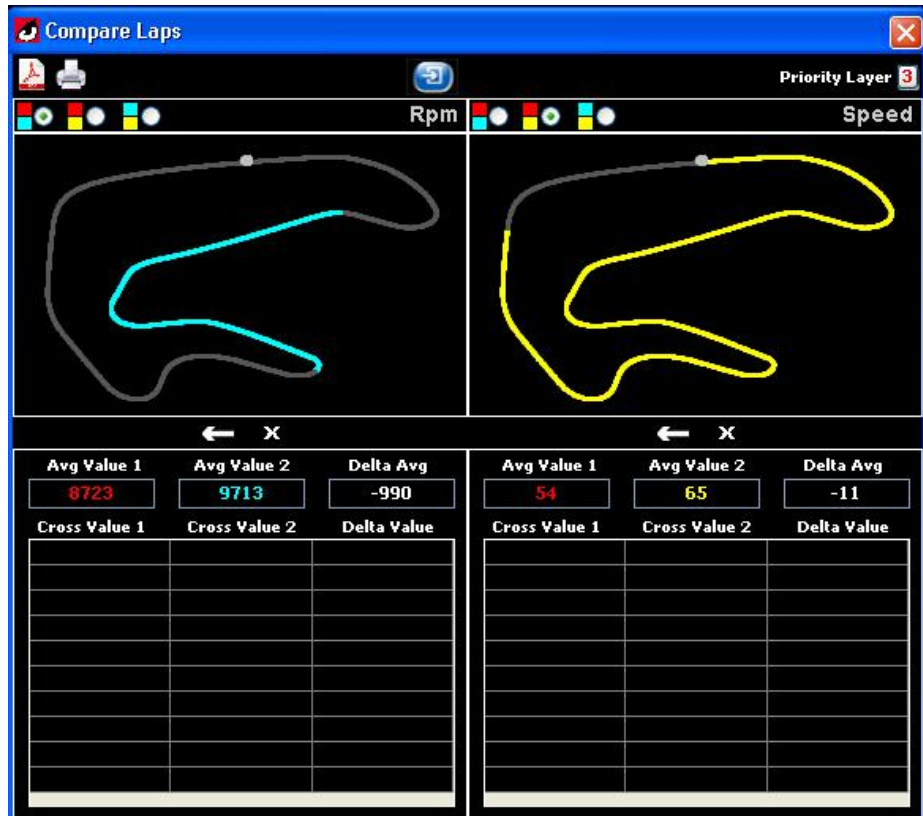 Compare Laps
Priority Layer 3
Rpm
Speed
X
X
Avg Value 1 Avg Value 2 Delta Avg
8723 9713 -990
Cross Value 1 Cross Value 2 Delta Value
Avg Value 1 Avg Value 2 Delta Avg
54 65 -11
Cross Value 1 Cross Value 2 Delta Value